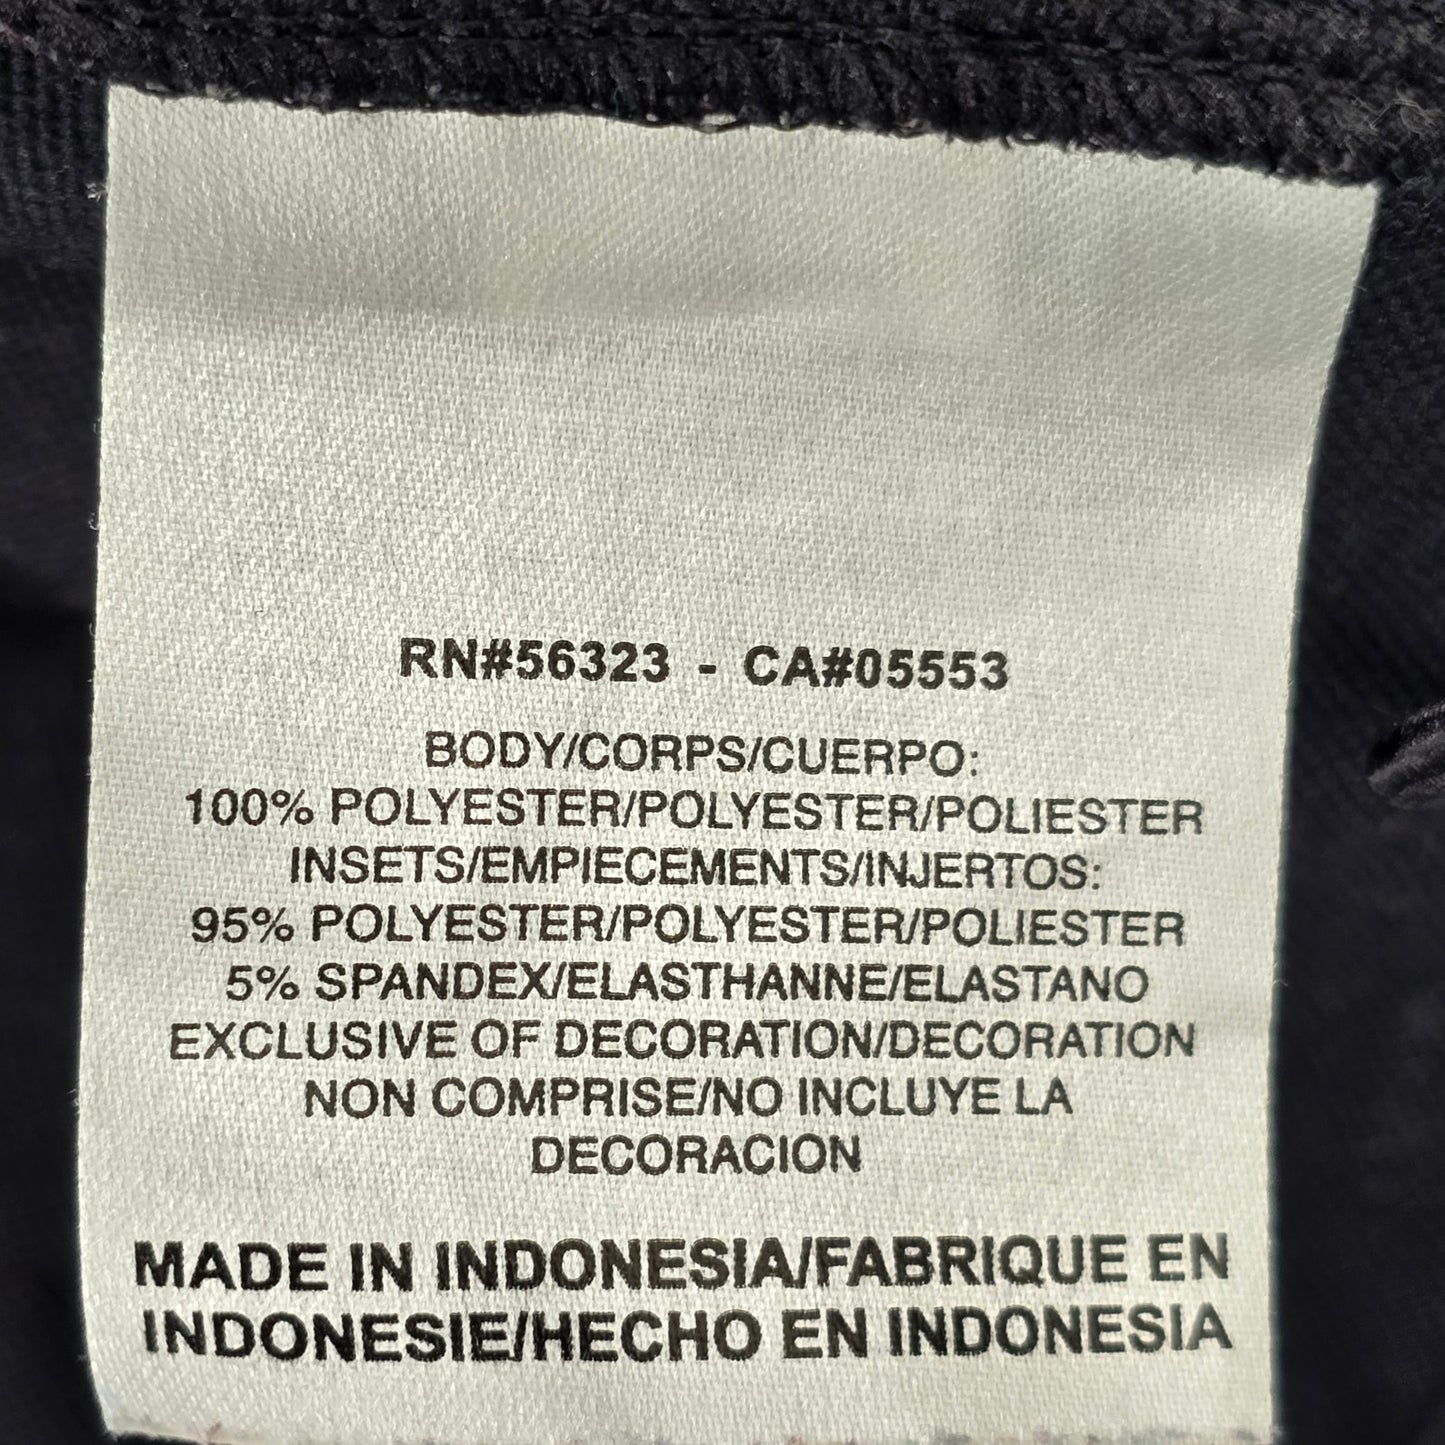 RN#56323 - CA#05553
BODY/CORPS/CUERPO:
100% POLYESTER/POLYESTER/POLIESTER
INSETS/EMPIECEMENTS/INJERTOS:
95% POLYESTER/POLYESTER/POLIESTER
5% SPANDEX/ELASTHANNE/ELASTANO
EXCLUSIVE OF DECORATION/DECORATION
NON COMPRISE/NO INCLUYE LA
DECORACION
MADE IN INDONESIA/FABRIQUE EN
INDONESIE/HECHO EN INDONESIA